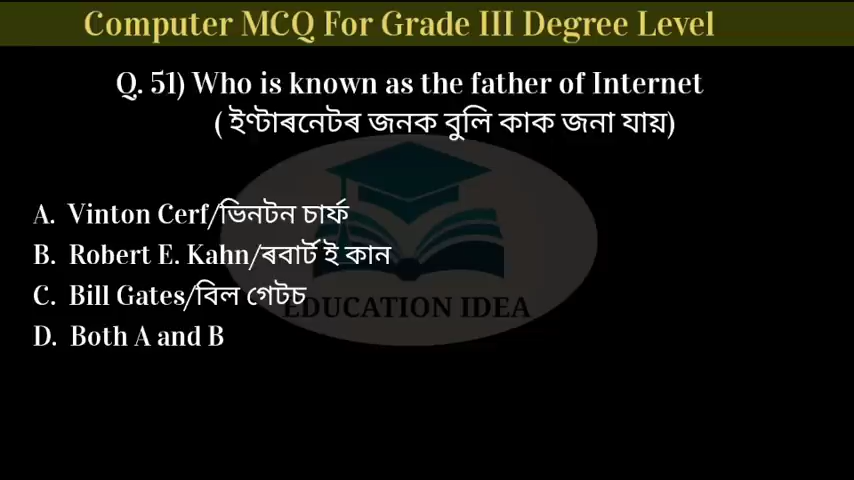 Computer MCQ For Grade III Degree Level
Q. 51) Who is known as the father of Internet
( ইণ্টাৰনেটৰ জনক বুলি কাক জনা যায়)
A. Vinton Cerf/ভিনটন চাৰ্ফ
B. Robert E. Kahn/ৰবাৰ্ট ই কান
C. Bill Gates/বিল গেটচ
EDUCATION IDEA
D. Both A and B